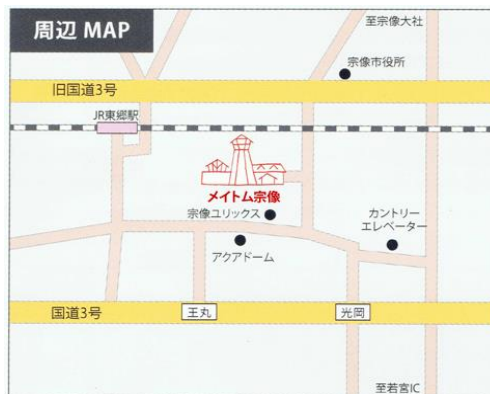 周辺 MAP
至宗像大社
宗像市役所
旧国道3号
JR東郷駅
メイトム宗像
宗像ユリックス
カントリー
エレベーター
アクアドーム
国道3号
王丸
光岡
至若宮IC